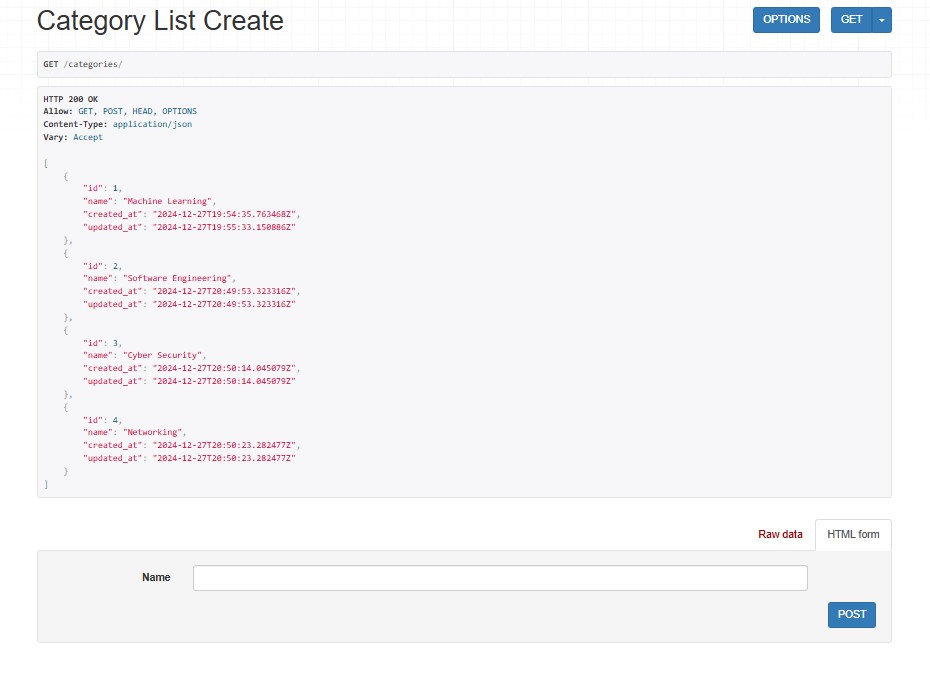 Category List Create
OPTIONS
GET
GET /categories/
HTTP 200 OK
Allow: GET, POST, HEAD, OPTIONS
Content-Type: application/json
Vary: Accept
[
    {
        "id": 1,
        "name": "Machine Learning",
        "created_at": "2024-12-27T19:54:35.763468Z",
        "updated_at": "2024-12-27T19:55:33.150886Z"
    },
    {
        "id": 2,
        "name": "Software Engineering",
        "created_at": "2024-12-27T20:49:53.323316Z",
        "updated_at": "2024-12-27T20:49:53.323316Z"
    },
    {
        "id": 3,
        "name": "Cyber Security",
        "created_at": "2024-12-27T20:50:14.045079Z",
        "updated_at": "2024-12-27T20:50:14.045079Z"
    },
    {
        "id": 4,
        "name": "Networking",
        "created_at": "2024-12-27T20:50:23.282477Z",
        "updated_at": "2024-12-27T20:50:23.282477Z"
    }
]
Raw data
HTML form
Name
POST